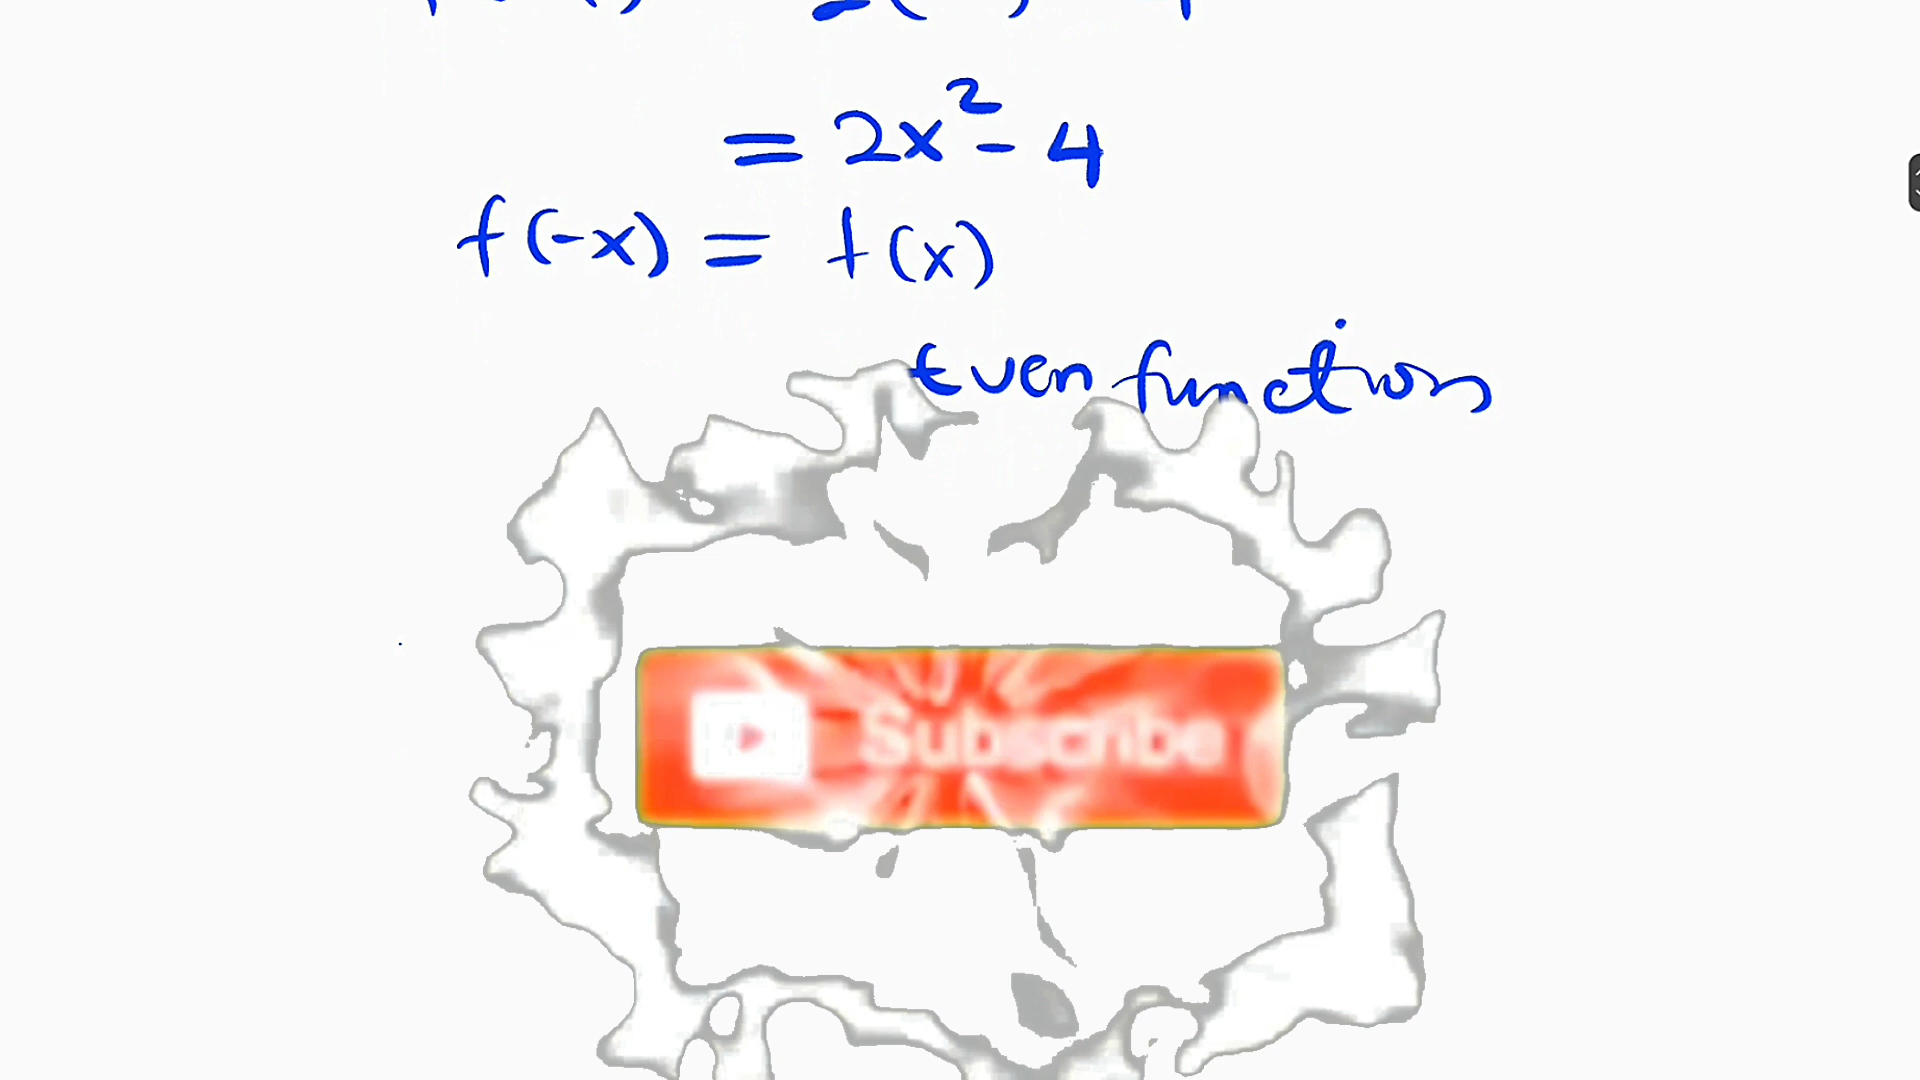 = 2x² - 4
f(-x) = f(x)
Even function
Subscribe